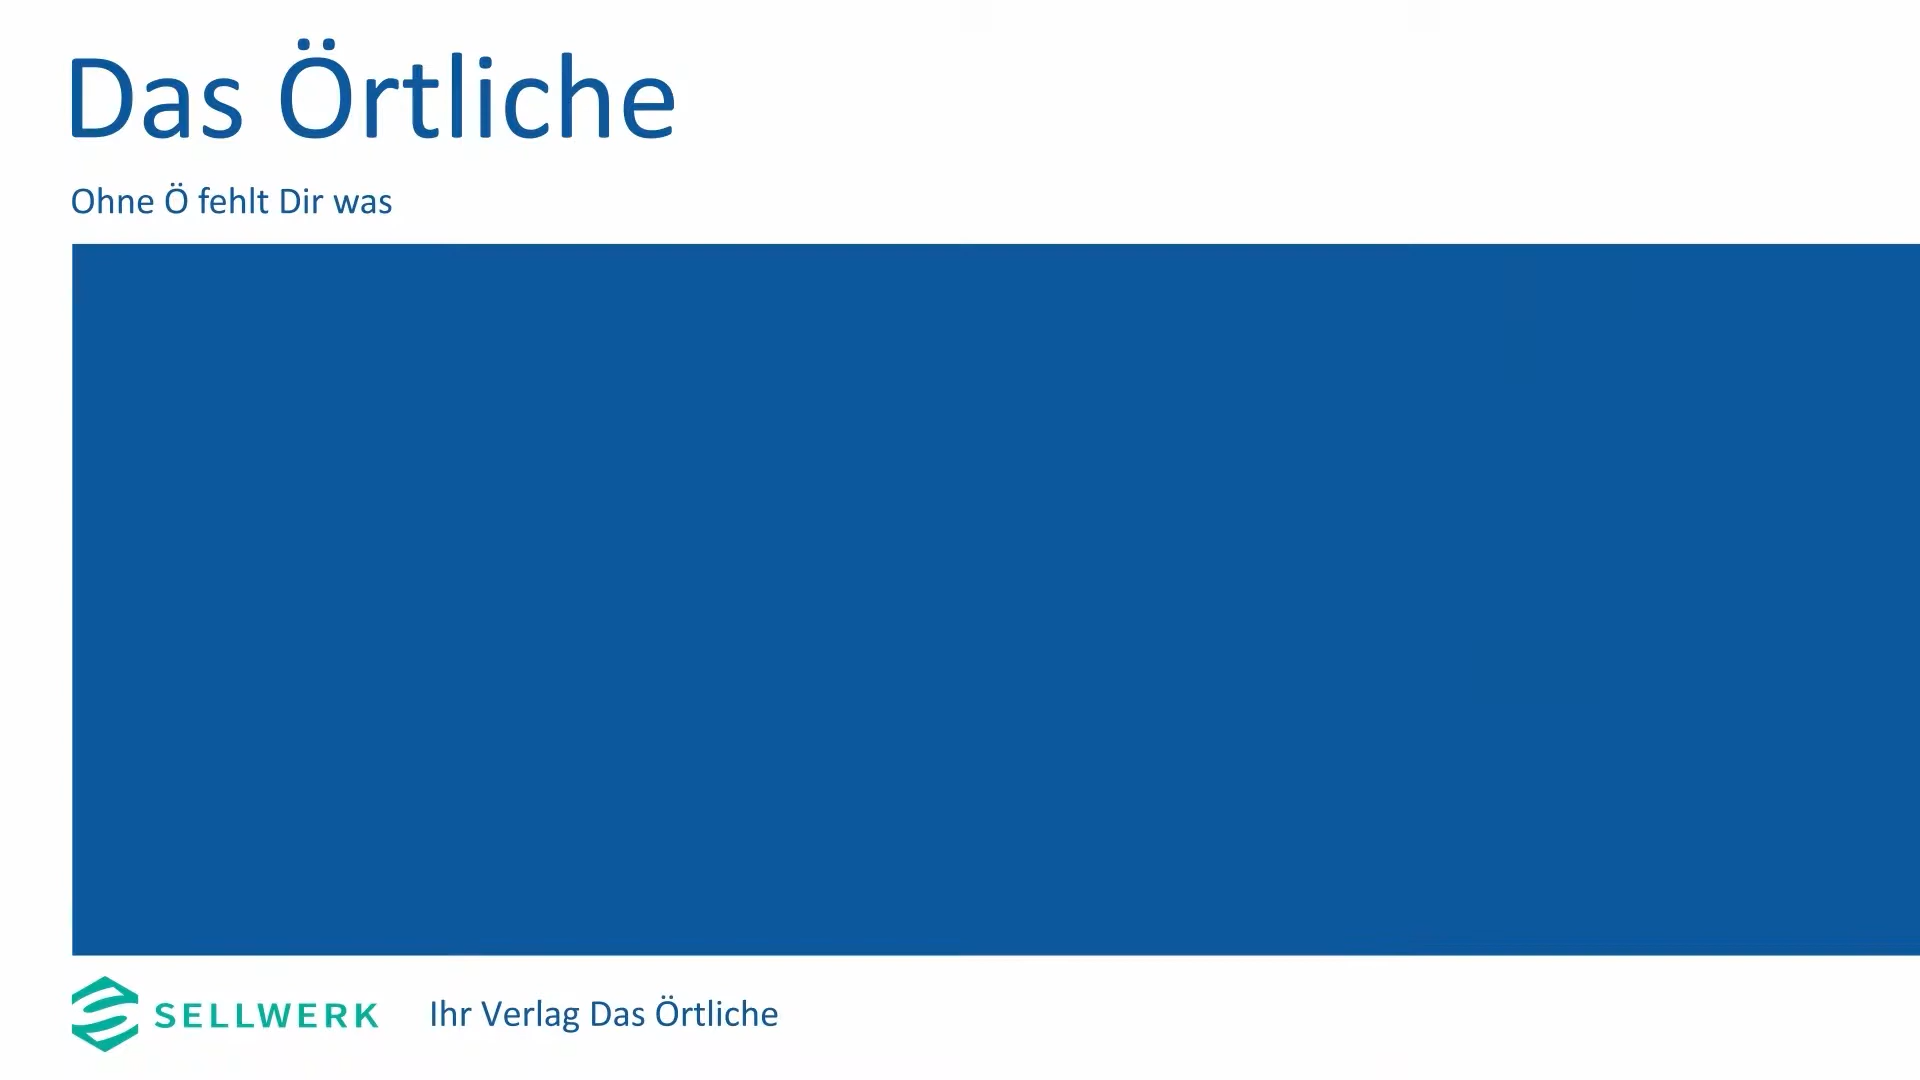 Das Örtliche
Ohne Ö fehlt Dir was
SELLWERK Ihr Verlag Das Örtliche